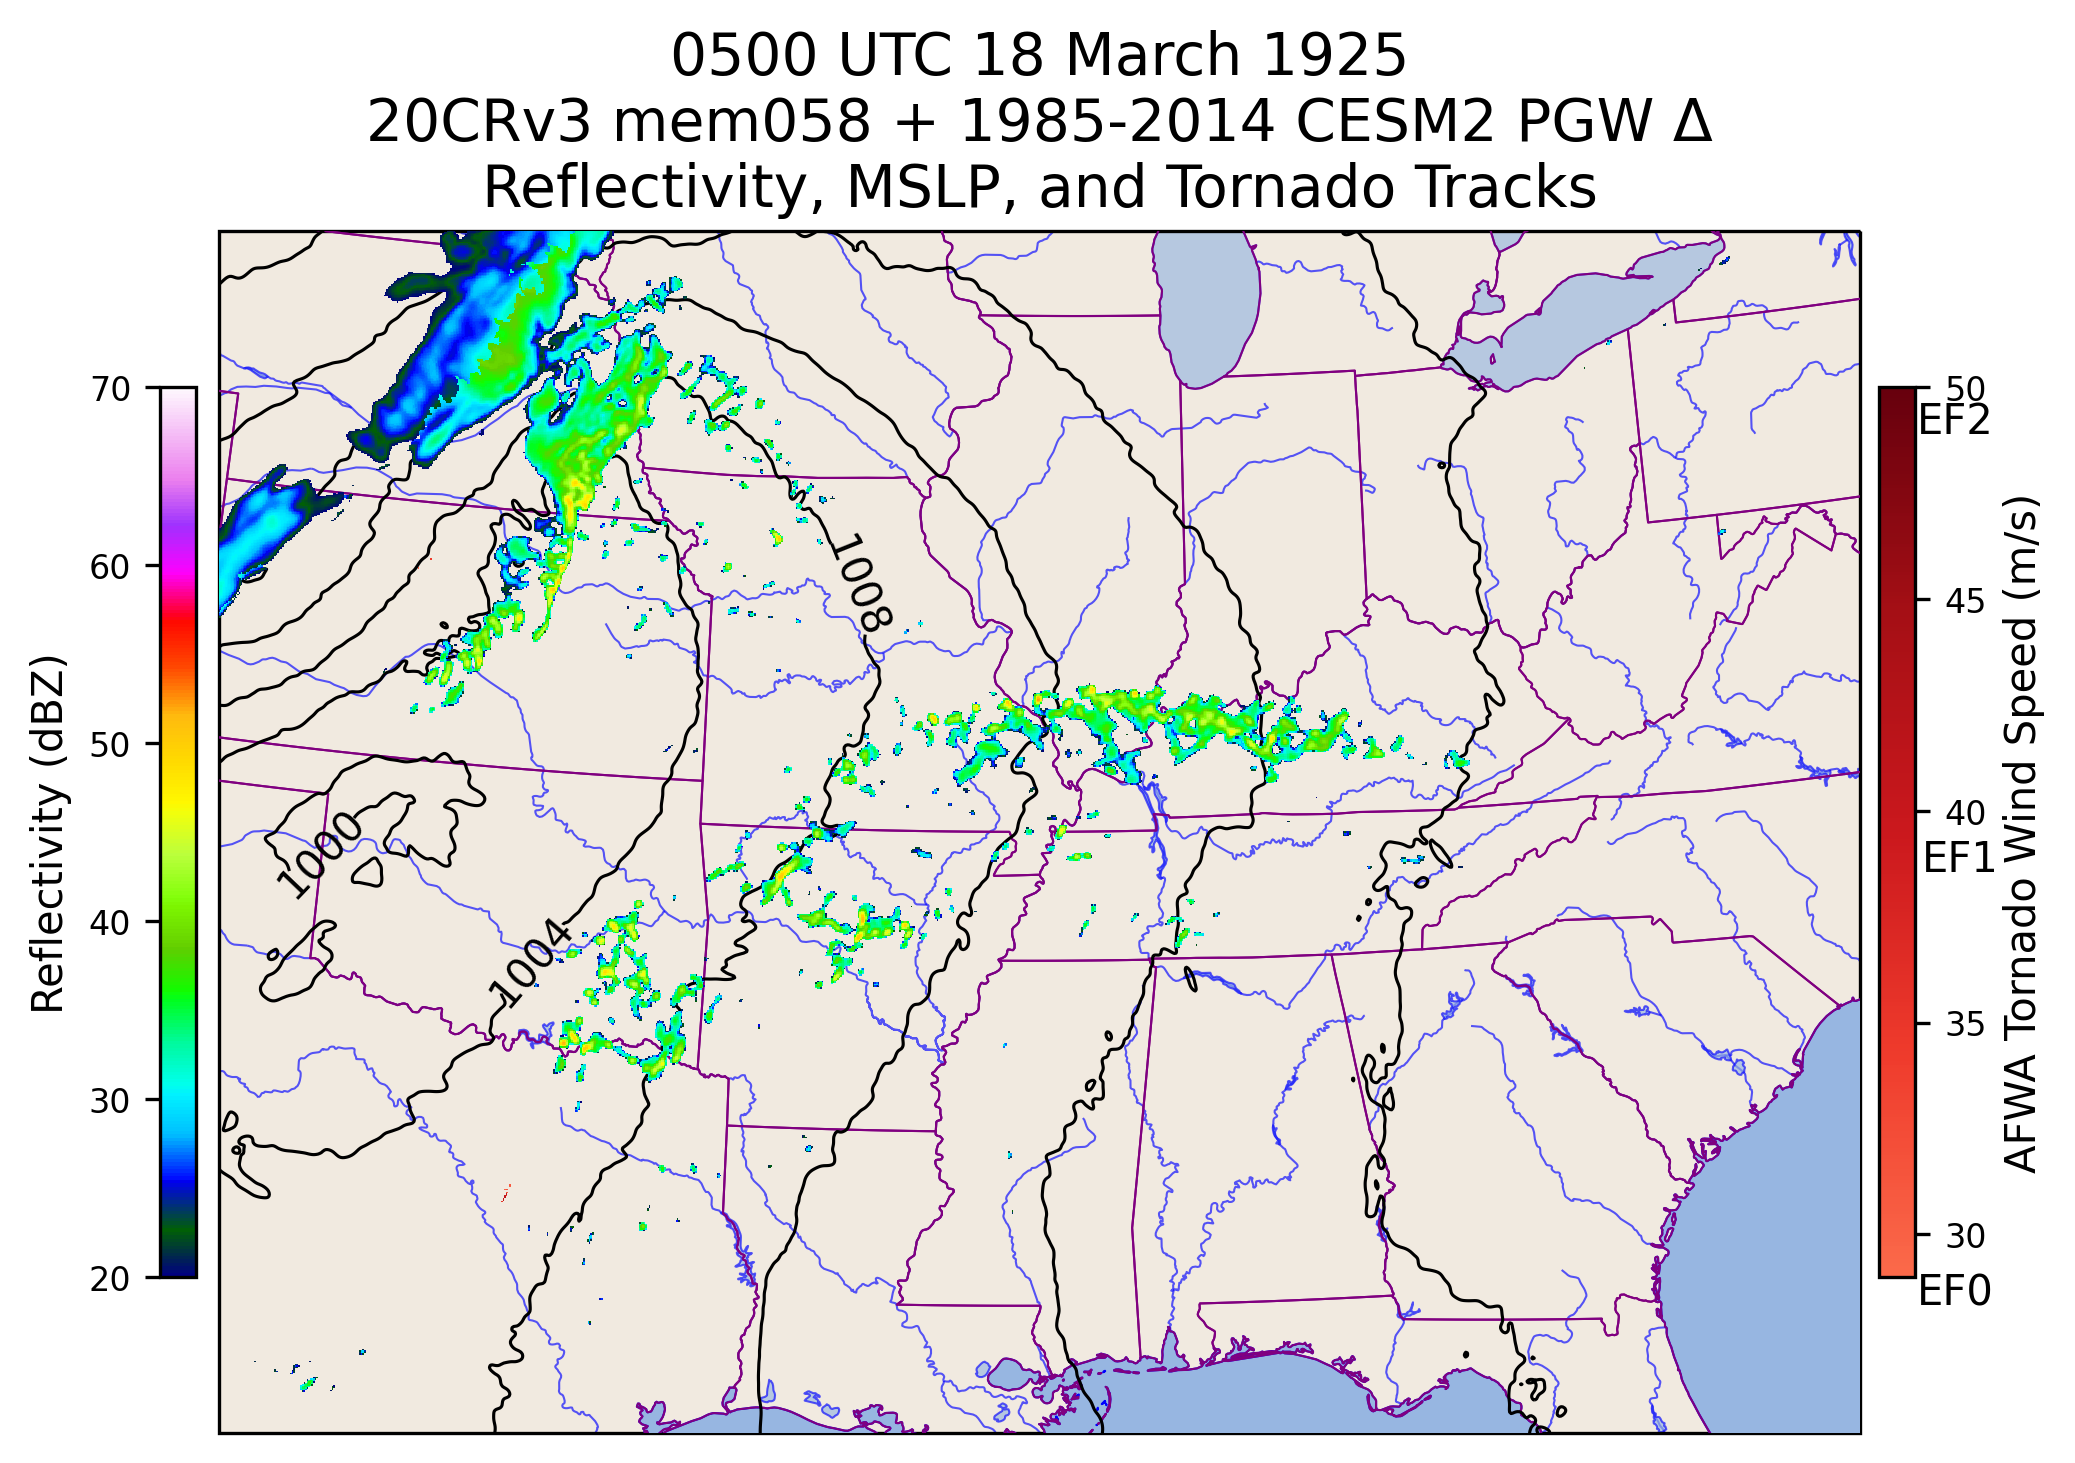 0500 UTC 18 March 1925
20CRv3 mem058 + 1985-2014 CESM2 PGW Δ
Reflectivity, MSLP, and Tornado Tracks
70
60
50
40
30
20
Reflectivity (dBZ)
1008
1000
1004
50
EF2
45
40
EF1
35
30
EF0
AFWA Tornado Wind Speed (m/s)